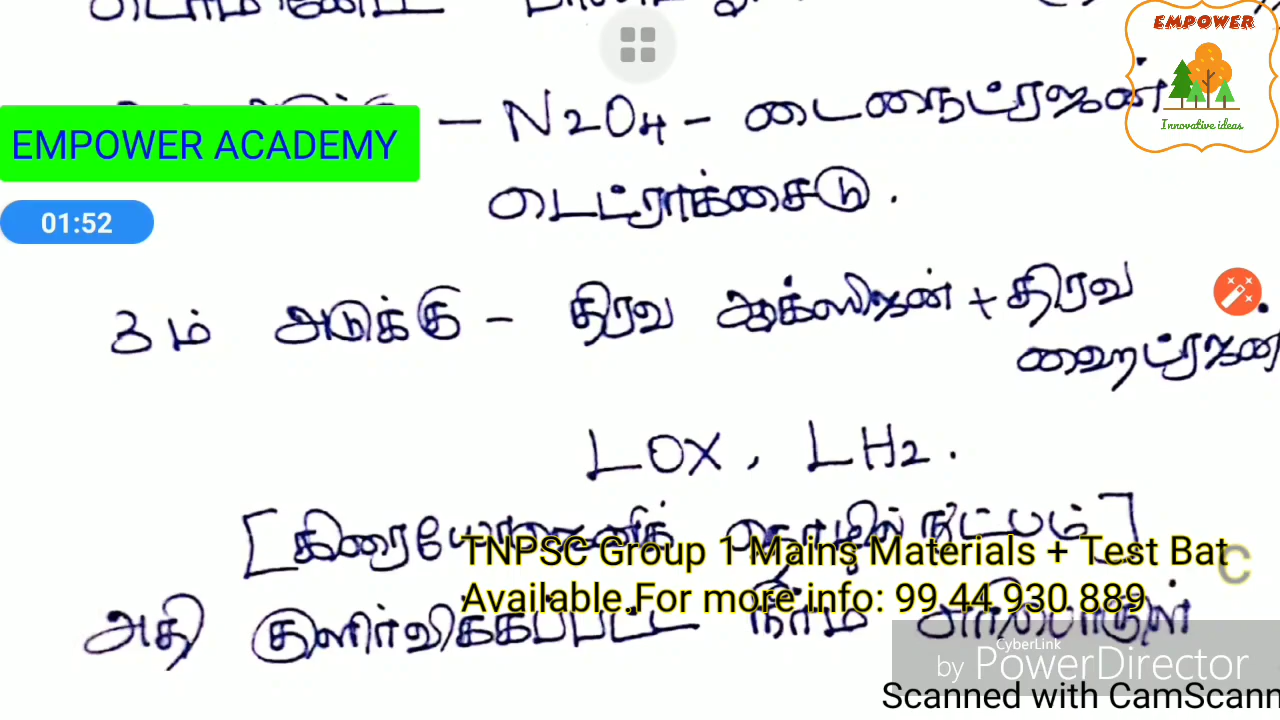 EMPOWER
Innovative ideas
– N2O4 – டைநைட்ரஜன்
EMPOWER ACADEMY
டெட்ராக்சைடு .
01:52
3ம் அடுக்கு – திரவ ஆக்ஸிஜன் + திரவ
ஹைட்ரஜன்
LOX, LH2.
[கிரையோஜெனிக் தொழில்நுட்பம்]
TNPSC Group 1 Mains Materials + Test Bat
C
Available.For more info: 99 44 930 889
அதி குளிர்விக்கப்பட்ட நீர்ம எரிபொருள்
CyberLink
by PowerDirector
Scanned with CamScann